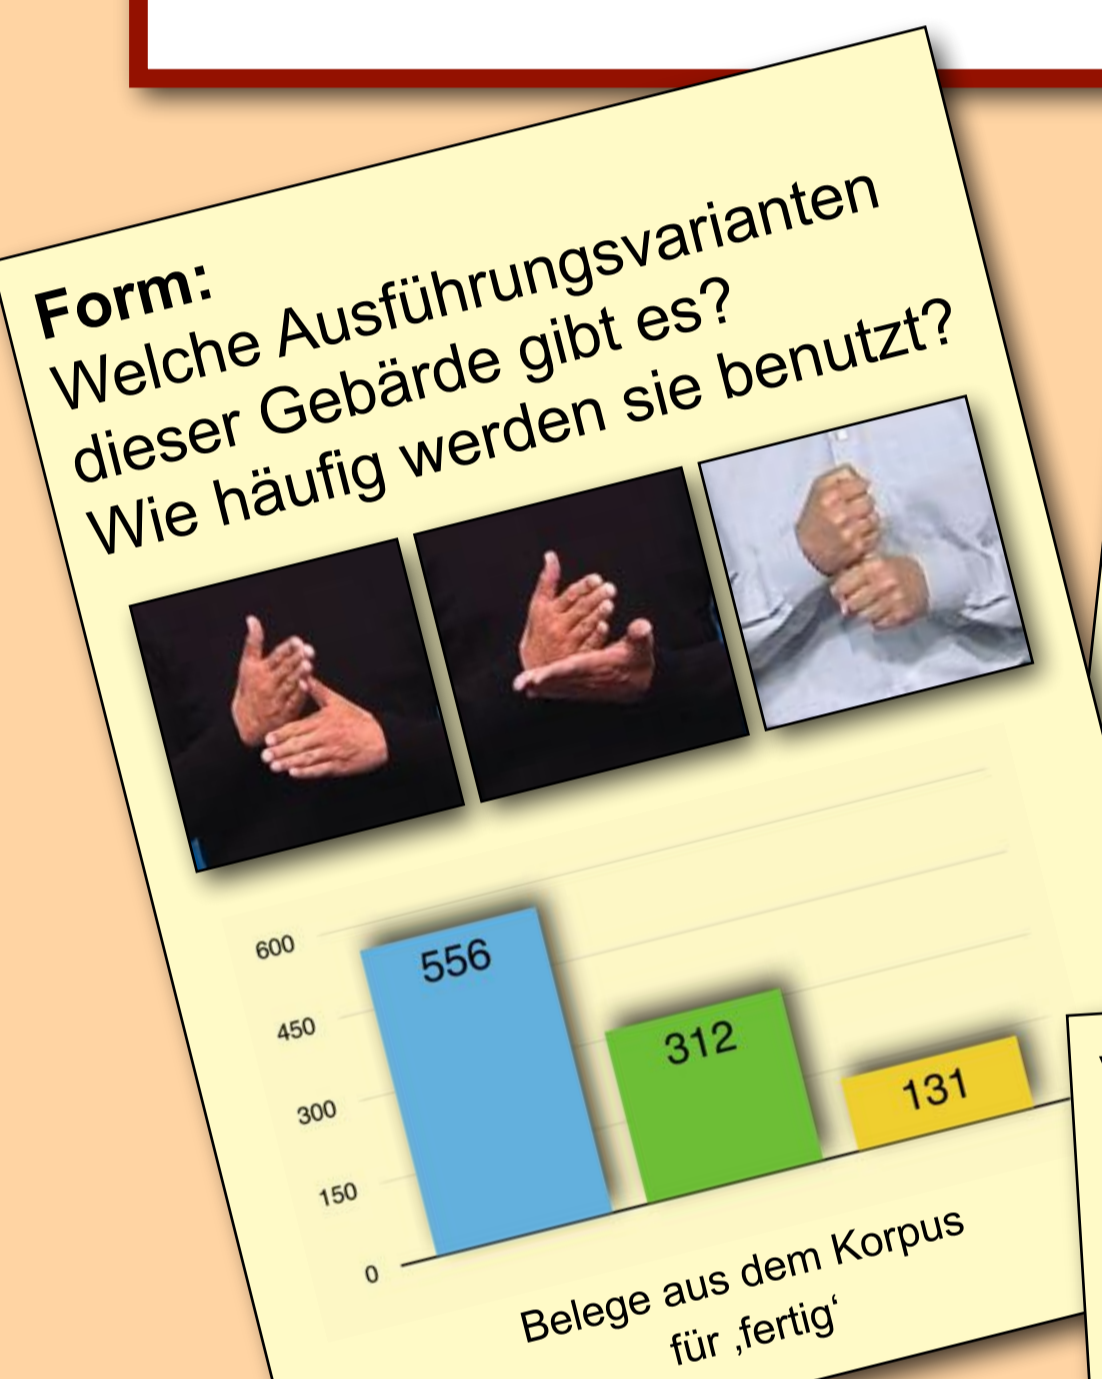 Form:
Welche Ausführungsvarianten
dieser Gebärde gibt es?
Wie häufig werden sie benutzt?
600
450
300
150
0
556
312
131
Belege aus dem Korpus
für ‚fertig‘